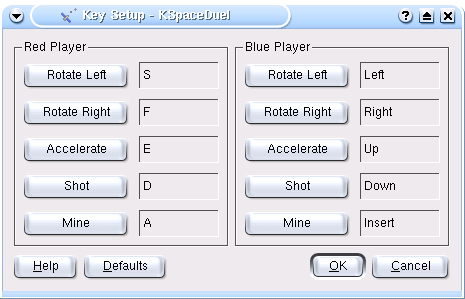 Key Setup - KSpaceDuel
Red Player
Rotate Left S
Rotate Right F
Accelerate E
Shot D
Mine A
Blue Player
Rotate Left Left
Rotate Right Right
Accelerate Up
Shot Down
Mine Insert
Help Defaults OK Cancel